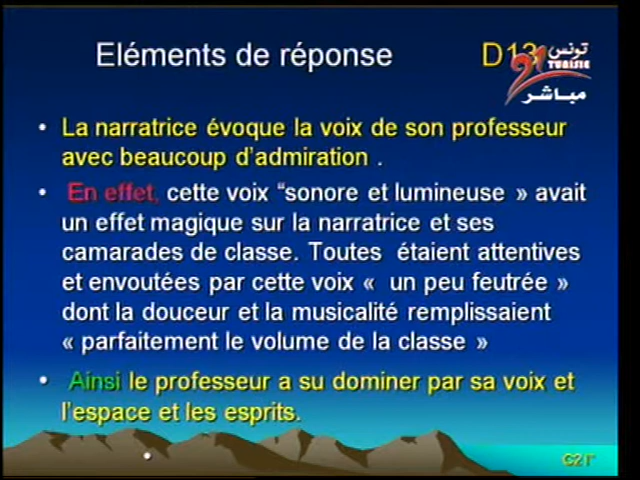 Eléments de réponse
D13
تونس
21
TUNISIE
مباشر
• La narratrice évoque la voix de son professeur
avec beaucoup d’admiration .
• En effet, cette voix “sonore et lumineuse » avait
un effet magique sur la narratrice et ses
camarades de classe. Toutes étaient attentives
et envoutées par cette voix « un peu feutrée »
dont la douceur et la musicalité remplissaient
« parfaitement le volume de la classe »
• Ainsi le professeur a su dominer par sa voix et
l’espace et les esprits.